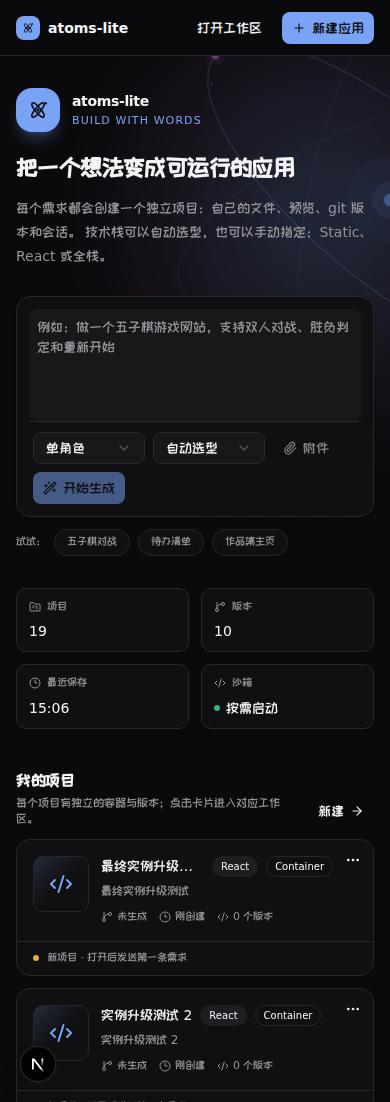 atoms-lite
打开工作区
新建应用
atoms-lite
BUILD WITH WORDS
把一个想法变成可运行的应用
每个需求都会创建一个独立项目：自己的文件、预览、git 版
本和会话。 技术栈可以自动选型，也可以手动指定：Static、
React 或全栈。
例如：做一个五子棋游戏网站，支持双人对战、胜负判
定和重新开始
单角色
自动选型
附件
开始生成
试试：
五子棋对战
待办清单
作品集主页
项目
19
版本
10
最近保存
15:06
沙箱
按需启动
我的项目
每个项目有独立的容器与版本；点击卡片进入对应工作
区。
新建
最终实例升级...
React
Container
最终实例升级测试
未生成
刚创建
0 个版本
新项目 · 打开后发送第一条需求
实例升级测试 2
React
Container
实例升级测试 2
未生成
刚创建
0 个版本
N